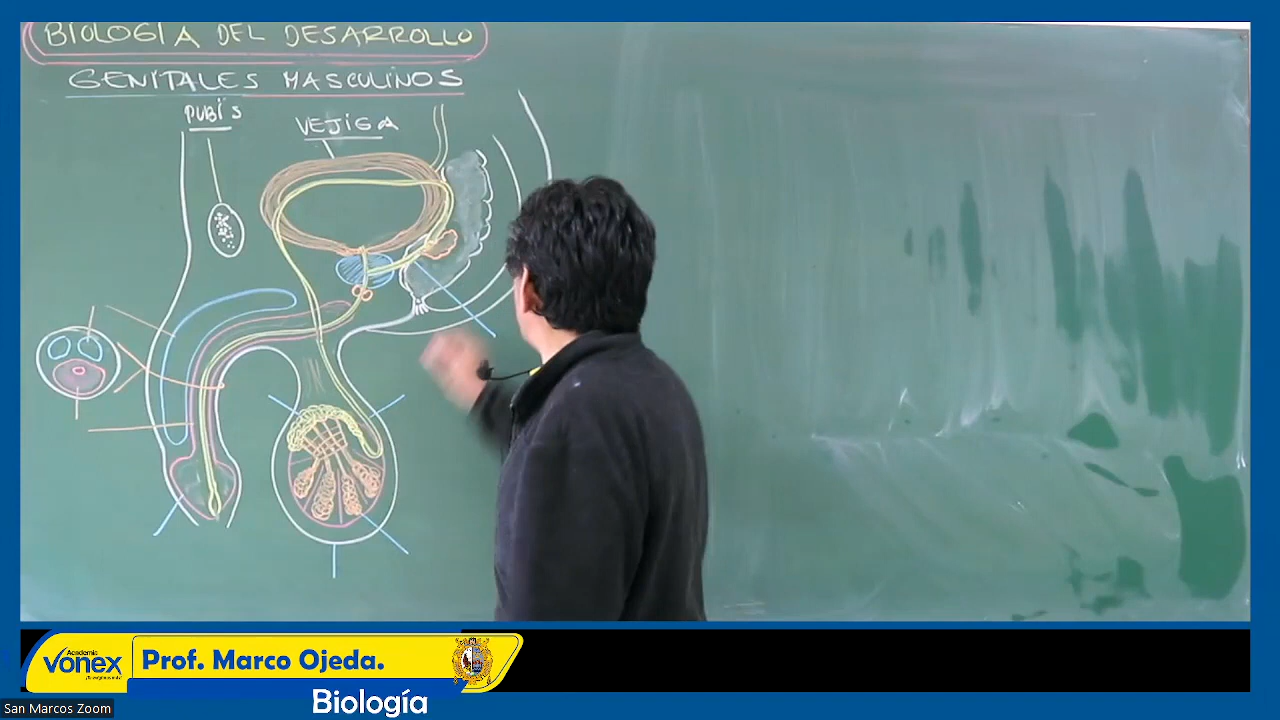 BIOLOGÍA DEL DESARROLLO
GENITALES MASCULINOS
PUBIS
VEJIGA
Academia
VONEX
Prof. Marco Ojeda.
Biología
San Marcos Zoom